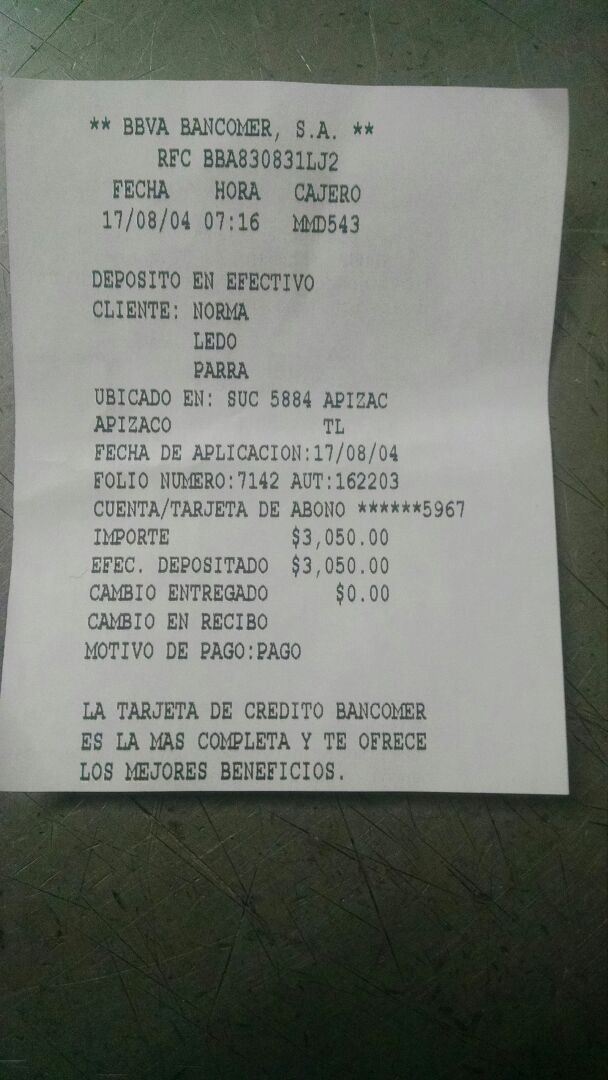 ** BBVA BANCOMER, S.A. **
RFC BBA830831LJ2
FECHA HORA CAJERO
17/08/04 07:16 MMD543
DEPOSITO EN EFECTIVO
CLIENTE: NORMA
LEDO
PARRA
UBICADO EN: SUC 5884 APIZAC
APIZACO TL
FECHA DE APLICACION:17/08/04
FOLIO NUMERO:7142 AUT:162203
CUENTA/TARJETA DE ABONO ******5967
IMPORTE $3,050.00
EFEC. DEPOSITADO $3,050.00
CAMBIO ENTREGADO $0.00
CAMBIO EN RECIBO
MOTIVO DE PAGO:PAGO
LA TARJETA DE CREDITO BANCOMER
ES LA MAS COMPLETA Y TE OFRECE
LOS MEJORES BENEFICIOS.